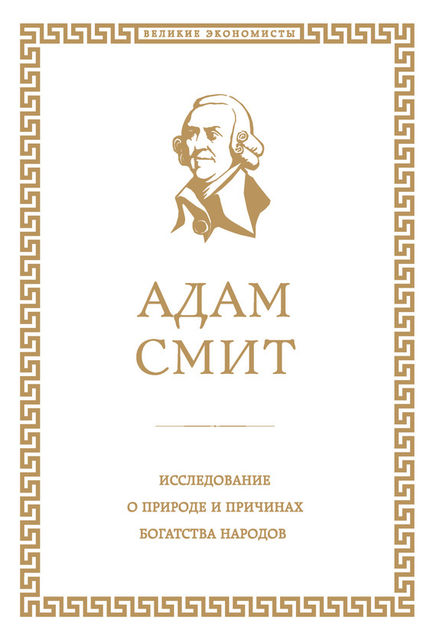 ВЕЛИКИЕ ЭКОНОМИСТЫ
АДАМ
СМИТ
ИССЛЕДОВАНИЕ
О ПРИРОДЕ И ПРИЧИНАХ
БОГАТСТВА НАРОДОВ